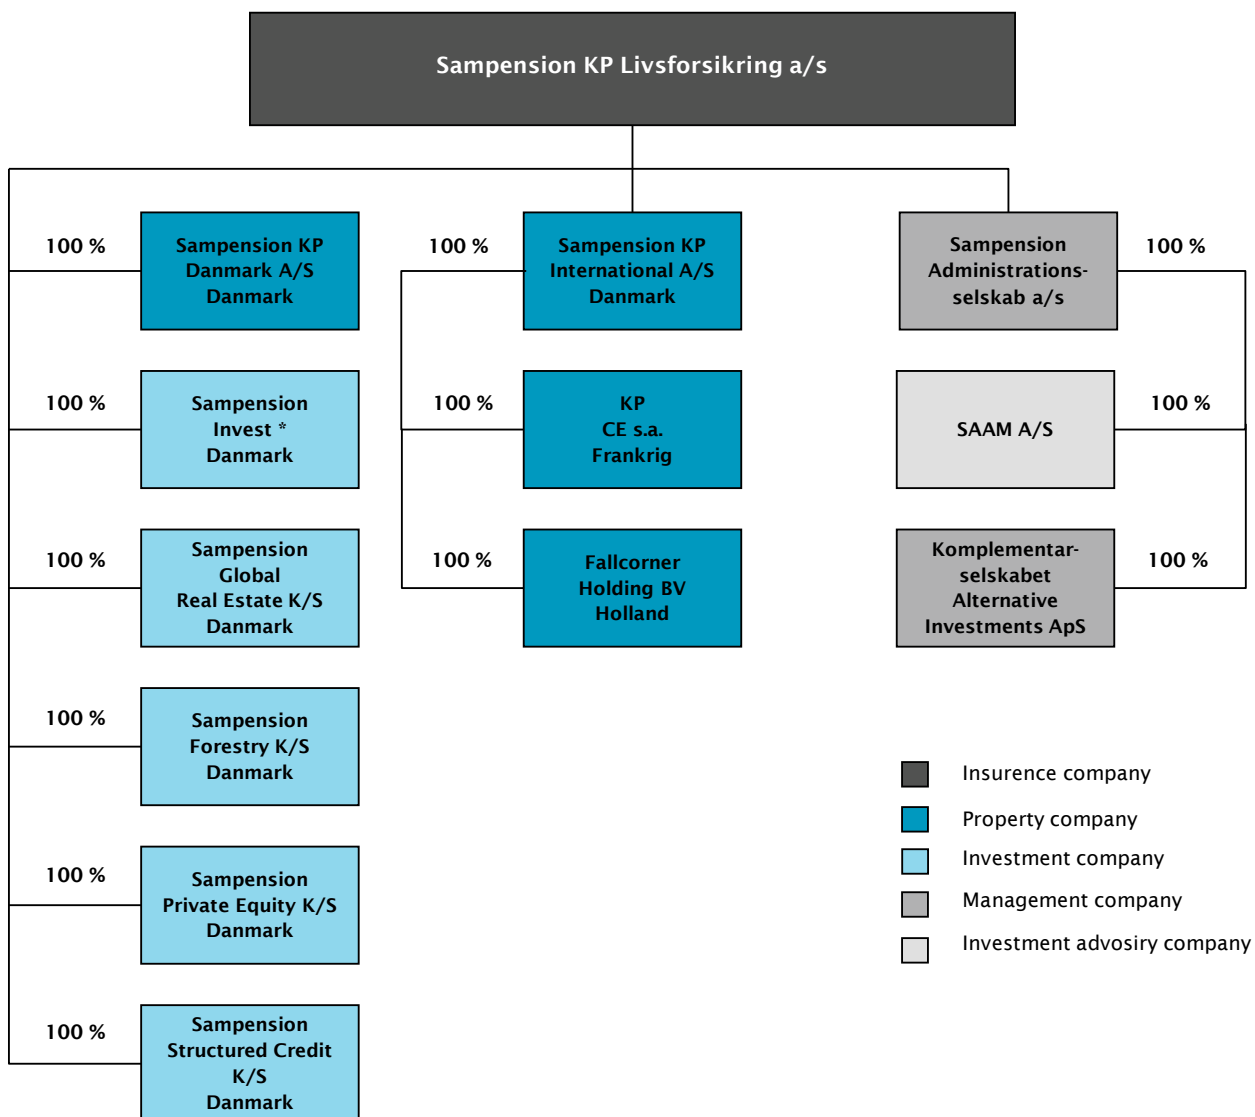 Sampension KP Livsforsikring a/s
100 %
Sampension KP
Danmark A/S
Danmark
100 %
Sampension
Invest *
Danmark
100 %
Sampension
Global
Real Estate K/S
Danmark
100 %
Sampension
Forestry K/S
Danmark
100 %
Sampension
Private Equity K/S
Danmark
100 %
Sampension
Structured Credit
K/S
Danmark
100 %
Sampension KP
International A/S
Danmark
100 %
KP
CE s.a.
Frankrig
100 %
Fallcorner
Holding BV
Holland
Sampension
Administrations-
selskab a/s
100 %
SAAM A/S
100 %
Komplementar-
selskabet
Alternative
Investments ApS
100 %
Insurence company
Property company
Investment company
Management company
Investment advosiry company